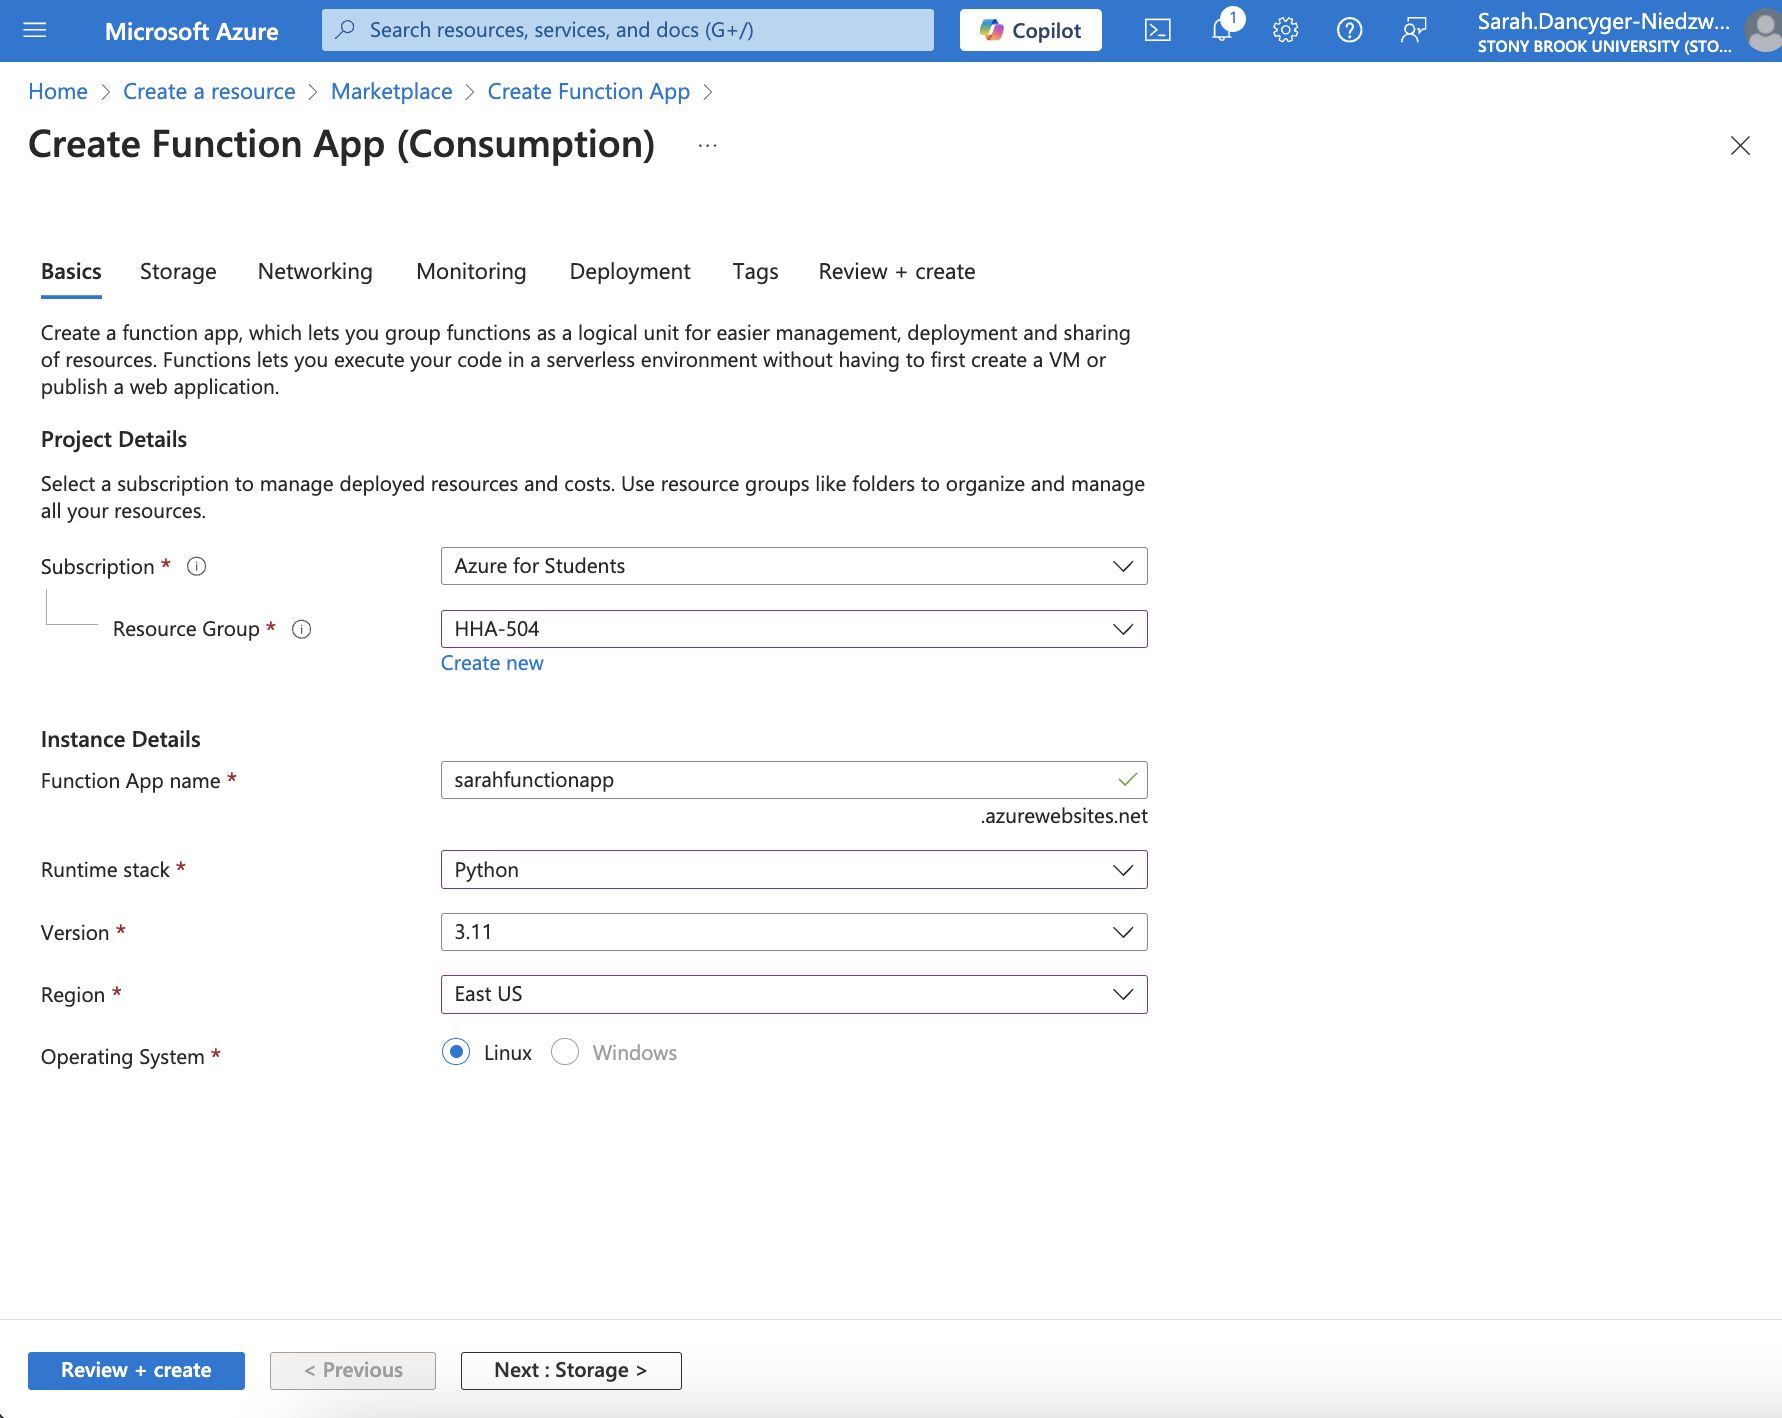 Microsoft Azure
Search resources, services, and docs (G+/)
Copilot
1
Sarah.Dancyger-Niedzw...
STONY BROOK UNIVERSITY (STO...
Home > Create a resource > Marketplace > Create Function App >
Create Function App (Consumption) ...
Basics Storage Networking Monitoring Deployment Tags Review + create
Create a function app, which lets you group functions as a logical unit for easier management, deployment and sharing
of resources. Functions lets you execute your code in a serverless environment without having to first create a VM or
publish a web application.
Project Details
Select a subscription to manage deployed resources and costs. Use resource groups like folders to organize and manage
all your resources.
Subscription * Azure for Students
Resource Group * HHA-504
Create new
Instance Details
Function App name * sarahfunctionapp
.azurewebsites.net
Runtime stack * Python
Version * 3.11
Region * East US
Operating System * Linux Windows
Review + create < Previous Next : Storage >